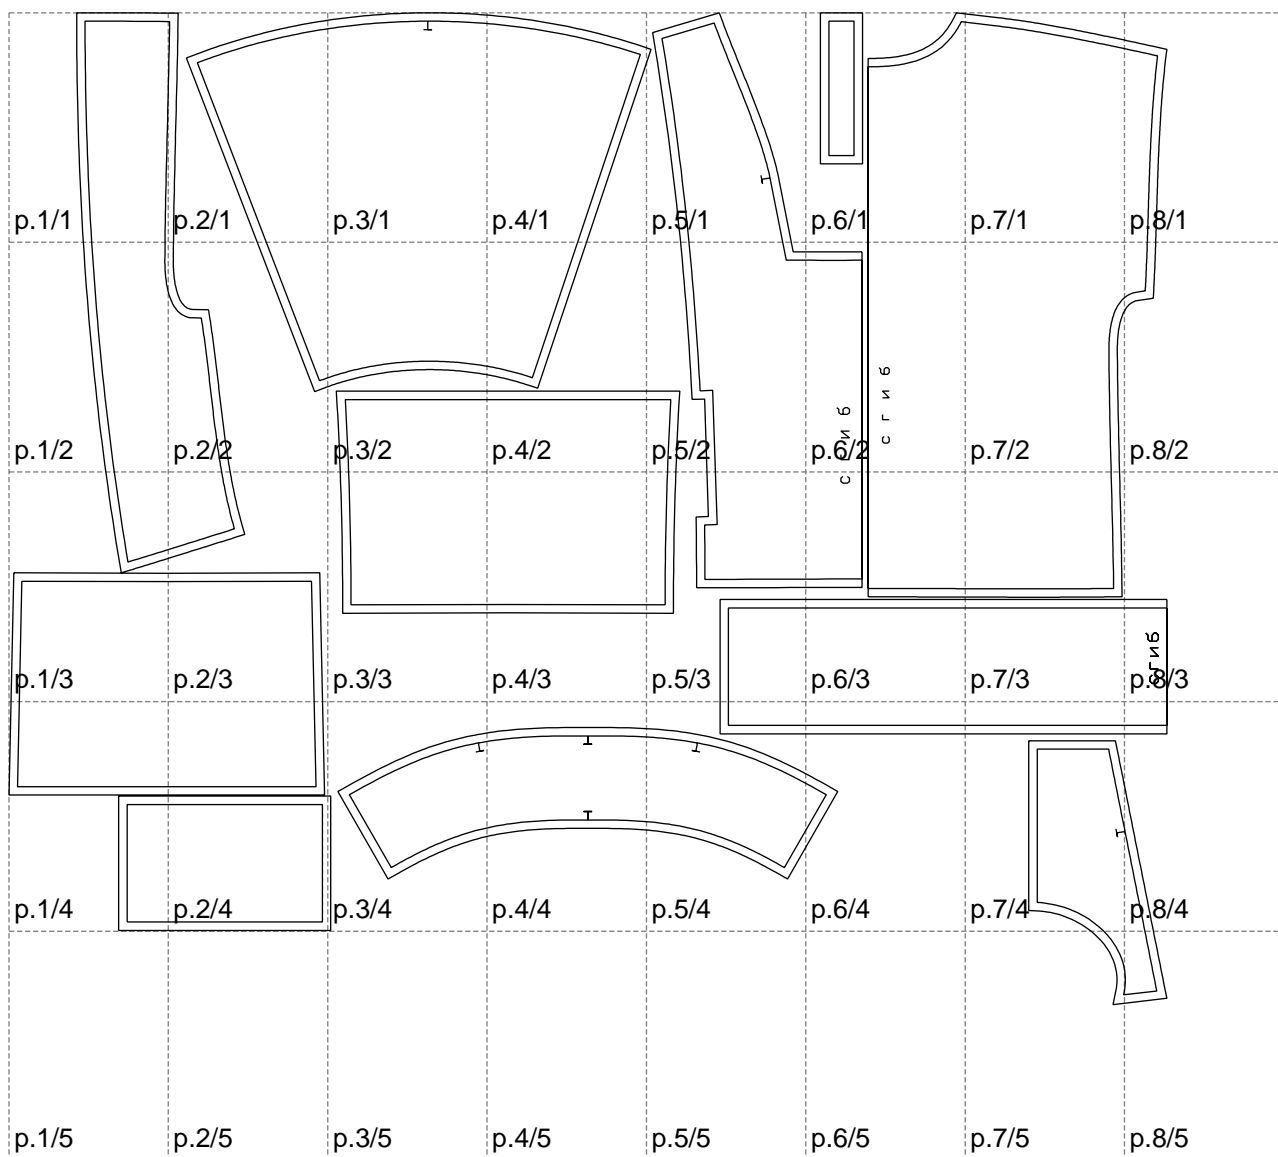 p.1/1 p.2/1 p.3/1 p.4/1 p.5/1 p.6/1 p.7/1 p.8/1
сгиб
сгиб
p.1/2 p.2/2 p.3/2 p.4/2 p.5/2 p.6/2 p.7/2 p.8/2
сгиб
p.1/3 p.2/3 p.3/3 p.4/3 p.5/3 p.6/3 p.7/3 p.8/3
p.1/4 p.2/4 p.3/4 p.4/4 p.5/4 p.6/4 p.7/4 p.8/4
p.1/5 p.2/5 p.3/5 p.4/5 p.5/5 p.6/5 p.7/5 p.8/5